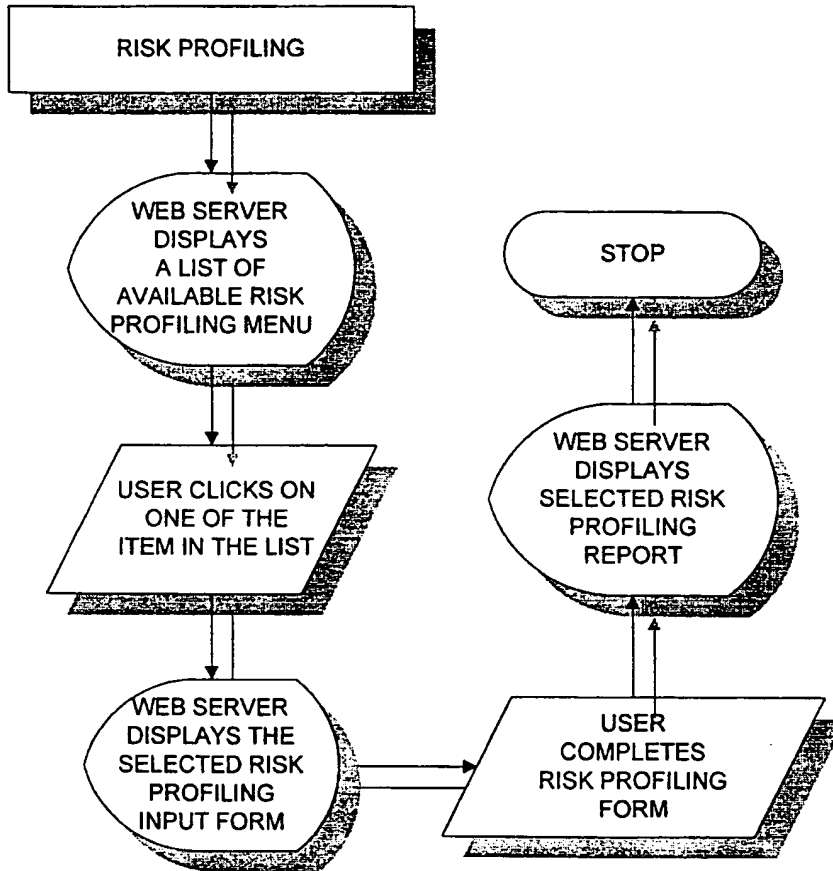 RISK PROFILING
WEB SERVER
DISPLAYS
A LIST OF
AVAILABLE RISK
PROFILING MENU
USER CLICKS ON
ONE OF THE
ITEM IN THE LIST
WEB SERVER
DISPLAYS THE
SELECTED RISK
PROFILING
INPUT FORM
USER
COMPLETES
RISK PROFILING
FORM
WEB SERVER
DISPLAYS
SELECTED RISK
PROFILING
REPORT
STOP